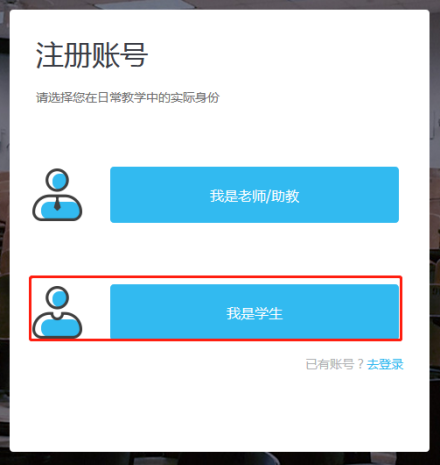 注册账号
请选择您在日常教学中的实际身份
我是老师/助教
我是学生
已有账号？去登录